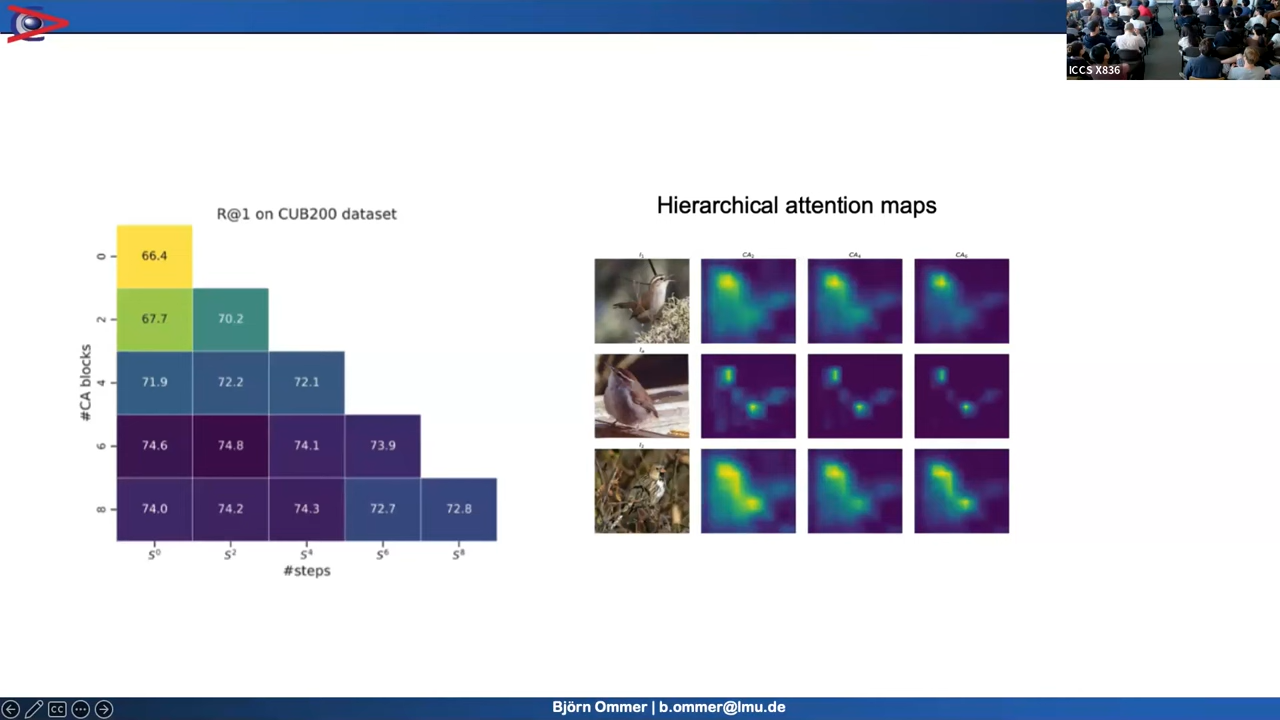 ICCS X836
R@1 on CUB200 dataset
#CA blocks
0 66.4
2 67.7 70.2
4 71.9 72.2 72.1
6 74.6 74.8 74.1 73.9
8 74.0 74.2 74.3 72.7 72.8
S⁰ S² S⁴ S⁶ S⁸
#steps
Hierarchical attention maps
CA₄
CC
Björn Ommer | b.ommer@lmu.de